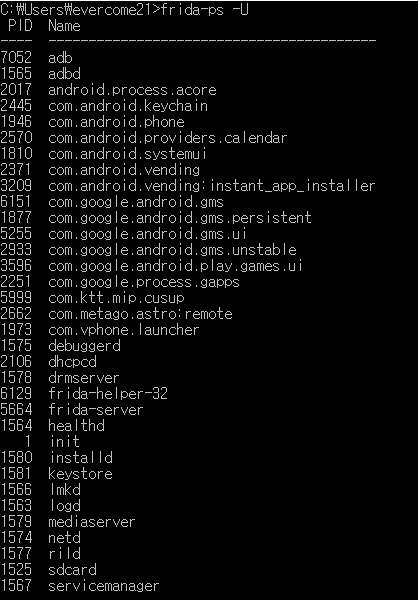 C:₩Users₩evercome21>frida-ps -U
 PID  Name
----  -----------------------------------------
7052  adb
1565  adbd
2017  android.process.acore
2445  com.android.keychain
1946  com.android.phone
2570  com.android.providers.calendar
1810  com.android.systemui
2371  com.android.vending
3209  com.android.vending:instant_app_installer
6151  com.google.android.gms
1877  com.google.android.gms.persistent
5255  com.google.android.gms.ui
2933  com.google.android.gms.unstable
3596  com.google.android.play.games.ui
2251  com.google.process.gapps
5999  com.ktt.mip.cusup
2662  com.metago.astro:remote
1973  com.vphone.launcher
1575  debuggerd
2106  dhcpcd
1578  drmserver
6129  frida-helper-32
5664  frida-server
1564  healthd
   1  init
1580  installd
1581  keystore
1566  lmkd
1563  logd
1579  mediaserver
1574  netd
1577  rild
1525  sdcard
1567  servicemanager